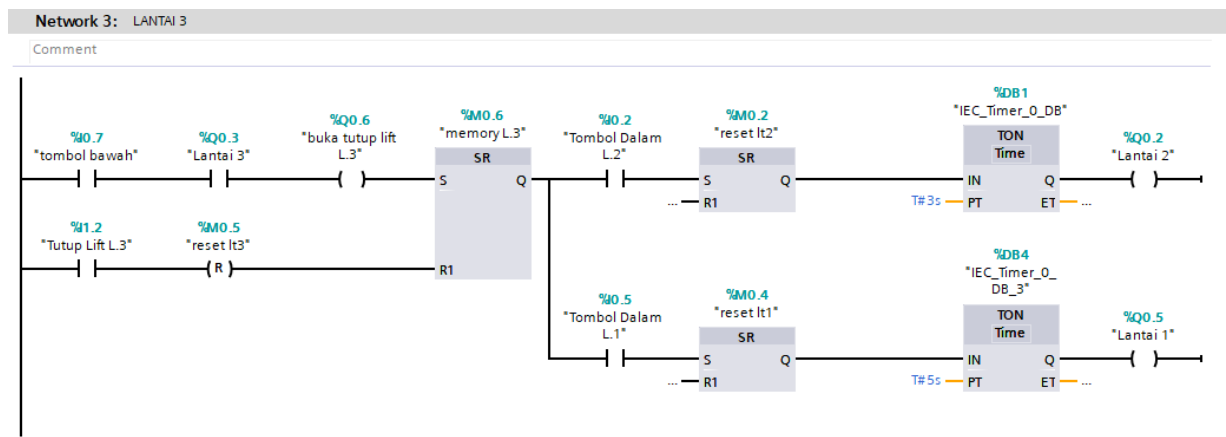 Network 3: LANTAI 3
Comment
%I0.7
"tombol bawah"
%Q0.3
"Lantai 3"
%Q0.6
"buka tutup lift
L.3"
%M0.6
"memory L.3"
SR
S
Q
R1
%I1.2
"Tutup Lift L.3"
%M0.5
"reset lt3"
R
%I0.2
"Tombol Dalam
L.2"
%M0.2
"reset lt2"
SR
S
Q
... R1
%DB1
"IEC_Timer_0_DB"
TON
Time
IN
Q
T#3s PT
ET ...
%Q0.2
"Lantai 2"
%I0.5
"Tombol Dalam
L.1"
%M0.4
"reset lt1"
SR
S
Q
... R1
%DB4
"IEC_Timer_0_
DB_3"
TON
Time
IN
Q
T#5s PT
ET ...
%Q0.5
"Lantai 1"